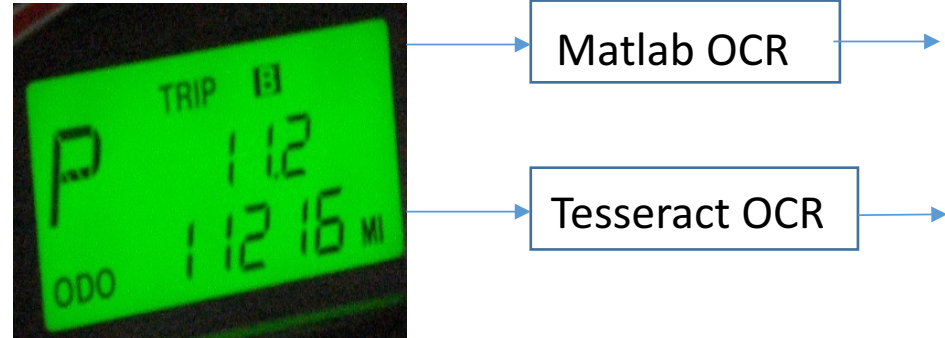 TRIP B
P 11.2
11216 MI
ODO
Matlab OCR
Tesseract OCR